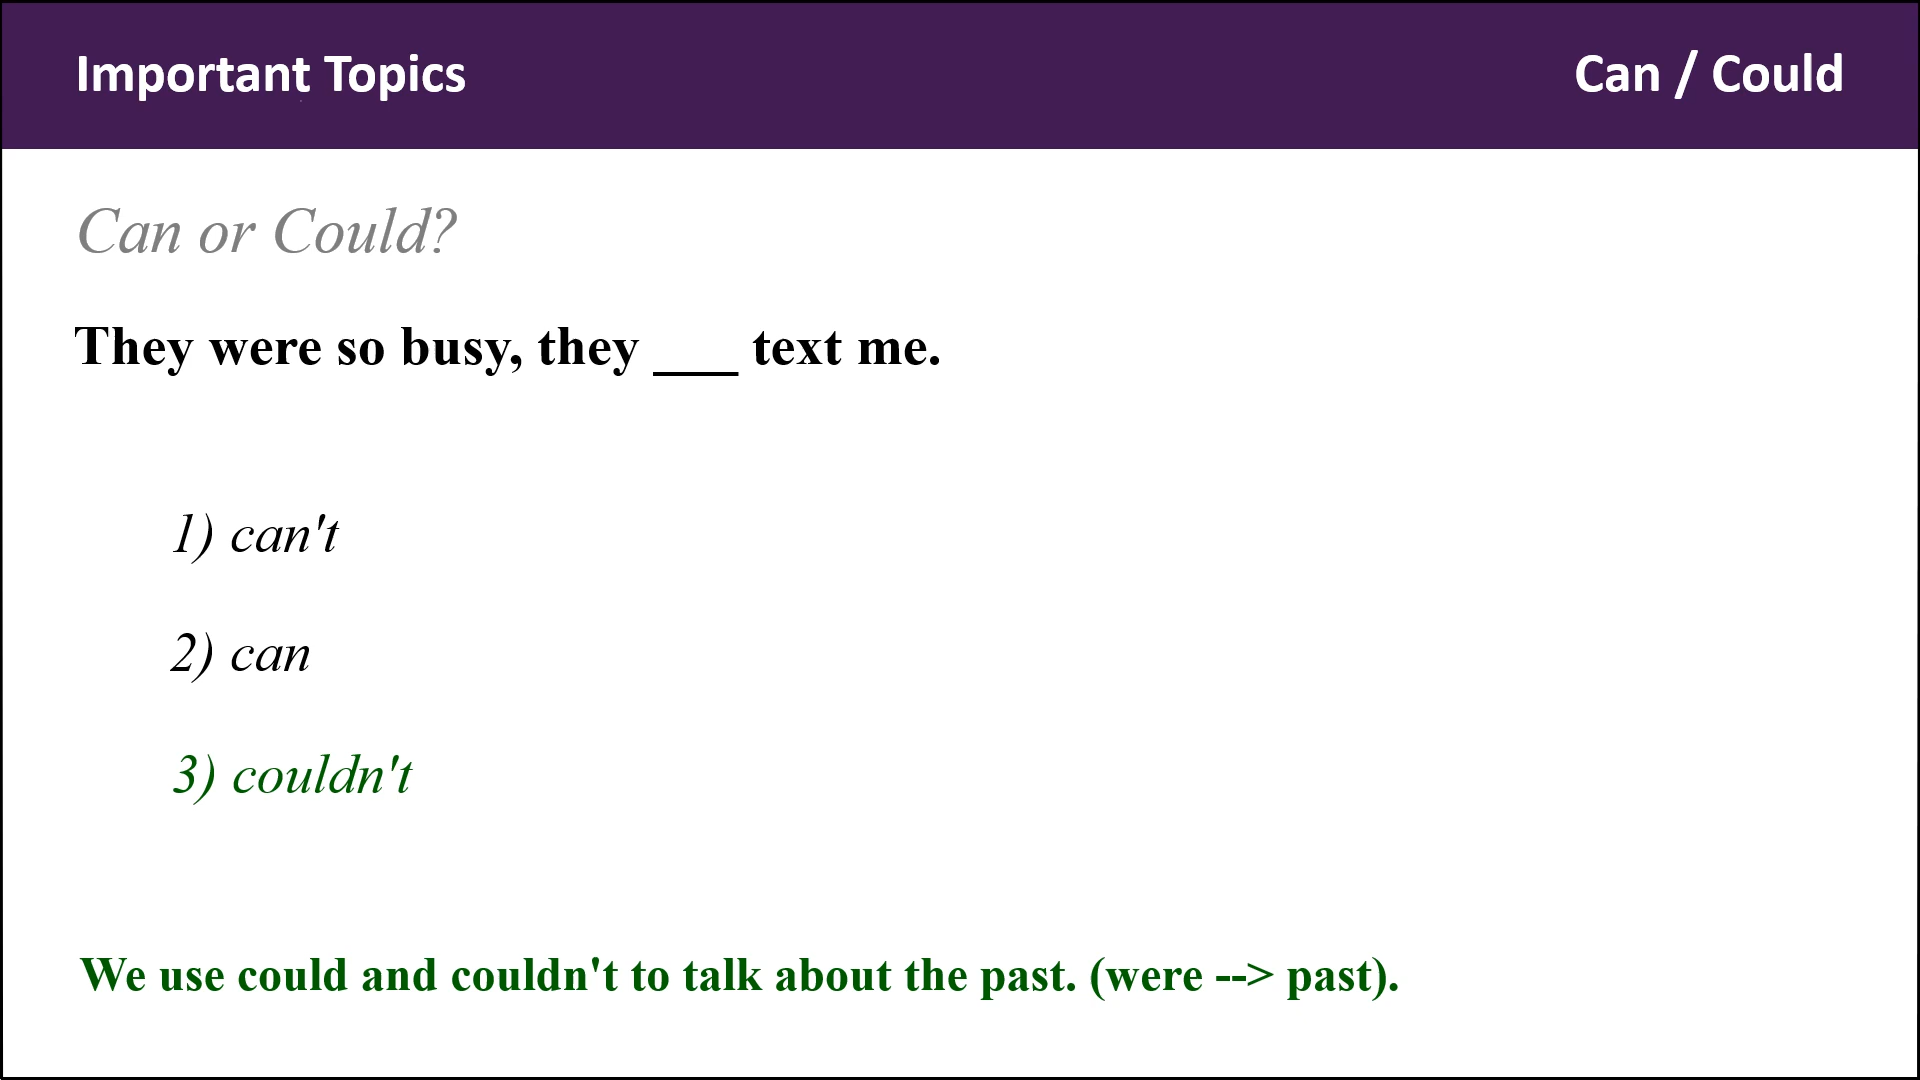 Important Topics
Can / Could
Can or Could?
They were so busy, they ___ text me.
1) can't
2) can
3) couldn't
We use could and couldn't to talk about the past. (were --> past).